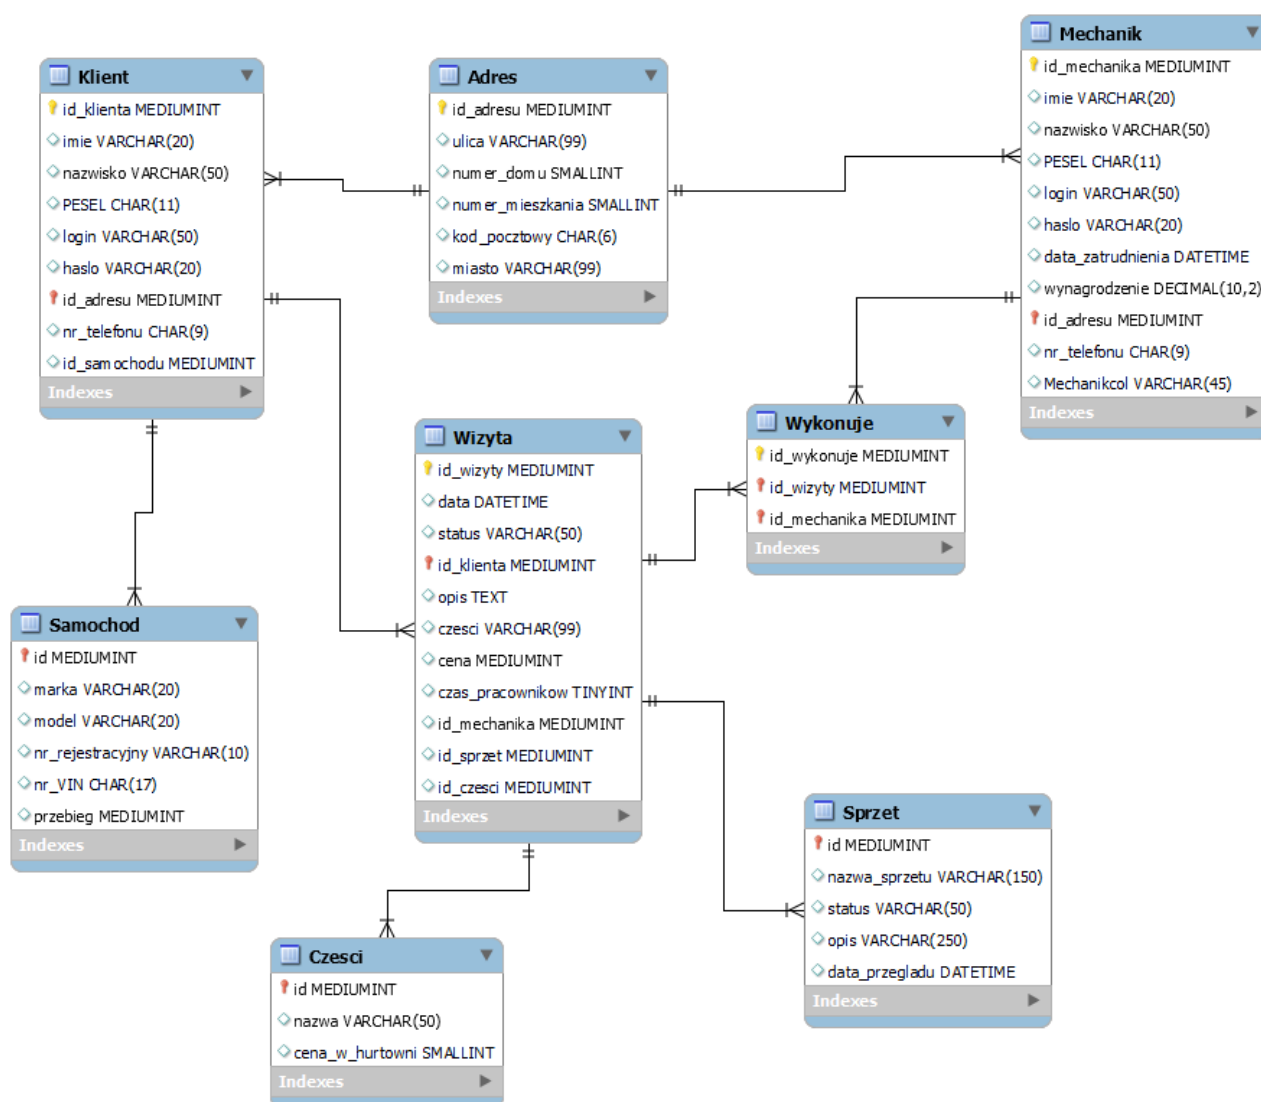 Klient
id_klienta MEDIUMINT
imie VARCHAR(20)
nazwisko VARCHAR(50)
PESEL CHAR(11)
login VARCHAR(50)
haslo VARCHAR(20)
id_adresu MEDIUMINT
nr_telefonu CHAR(9)
id_samochodu MEDIUMINT
Indexes
Adres
id_adresu MEDIUMINT
ulica VARCHAR(99)
numer_domu SMALLINT
numer_mieszkania SMALLINT
kod_pocztowy CHAR(6)
miasto VARCHAR(99)
Indexes
Mechanik
id_mechanika MEDIUMINT
imie VARCHAR(20)
nazwisko VARCHAR(50)
PESEL CHAR(11)
login VARCHAR(50)
haslo VARCHAR(20)
data_zatrudnienia DATETIME
wynagrodzenie DECIMAL(10,2)
id_adresu MEDIUMINT
nr_telefonu CHAR(9)
Mechanikcol VARCHAR(45)
Indexes
Wizyta
id_wizyty MEDIUMINT
data DATETIME
status VARCHAR(50)
id_klienta MEDIUMINT
opis TEXT
czesci VARCHAR(99)
cena MEDIUMINT
czas_pracownikow TINYINT
id_mechanika MEDIUMINT
id_sprzet MEDIUMINT
id_czesci MEDIUMINT
Indexes
Wykonuje
id_wykonuje MEDIUMINT
id_wizyty MEDIUMINT
id_mechanika MEDIUMINT
Indexes
Samochod
id MEDIUMINT
marka VARCHAR(20)
model VARCHAR(20)
nr_rejestracyjny VARCHAR(10)
nr_VIN CHAR(17)
przebieg MEDIUMINT
Indexes
Sprzet
id MEDIUMINT
nazwa_sprzetu VARCHAR(150)
status VARCHAR(50)
opis VARCHAR(250)
data_przegladu DATETIME
Indexes
Czesci
id MEDIUMINT
nazwa VARCHAR(50)
cena_w_hurtowni SMALLINT
Indexes